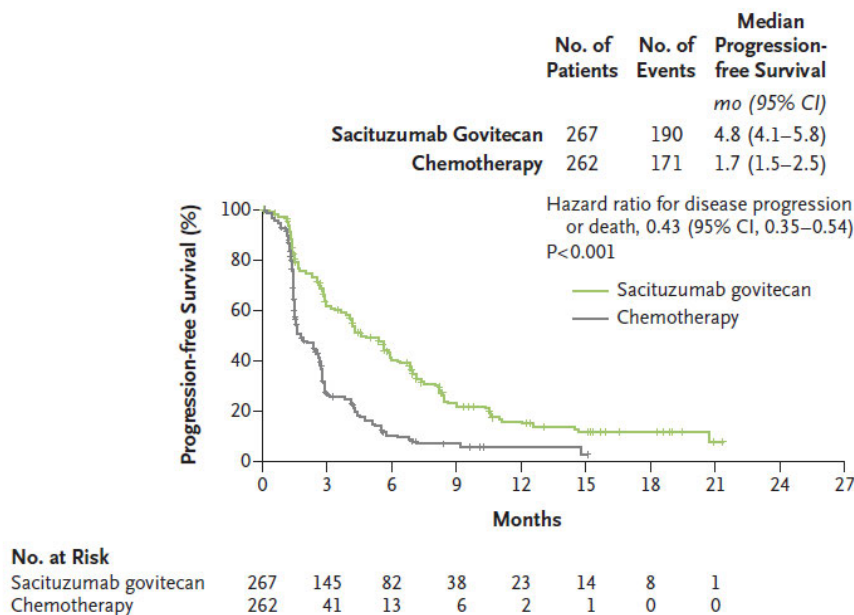 No. of Patients No. of Events Median Progression-free Survival
mo (95% CI)
Sacituzumab Govitecan 267 190 4.8 (4.1–5.8)
Chemotherapy 262 171 1.7 (1.5–2.5)
Hazard ratio for disease progression
or death, 0.43 (95% CI, 0.35–0.54)
P<0.001
Sacituzumab govitecan
Chemotherapy
Progression-free Survival (%)
100
80
60
40
20
0
0 3 6 9 12 15 18 21 24 27
Months
No. at Risk
Sacituzumab govitecan 267 145 82 38 23 14 8 1
Chemotherapy 262 41 13 6 2 1 0 0